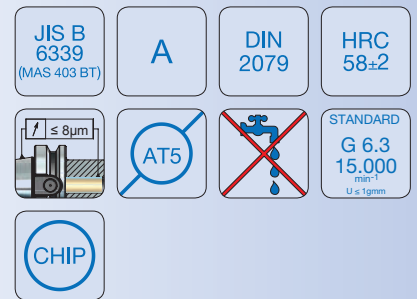 JIS B
6339
(MAS 403 BT)
A
DIN
2079
HRC
58±2
≤ 8µm
AT5
STANDARD
G 6.3
15.000
min-1
U ≤ 1gmm
CHIP